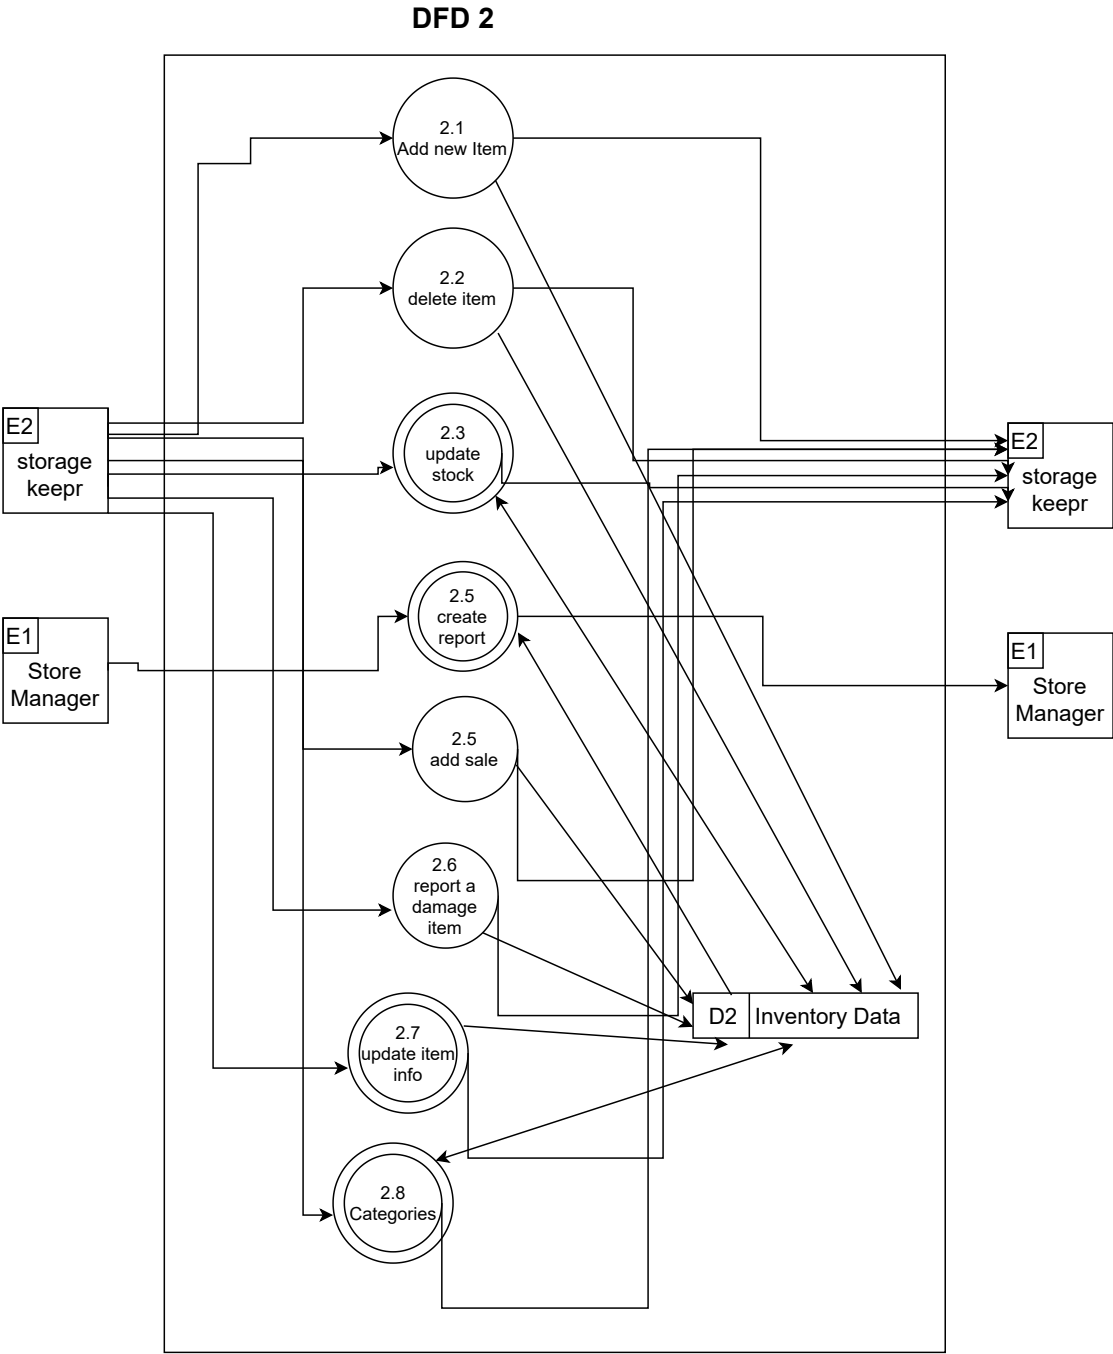 DFD 2
2.1
Add new Item
2.2
delete item
E2
storage
keepr
2.3
update
stock
E2
storage
keepr
E1
Store
Manager
2.5
create
report
E1
Store
Manager
2.5
add sale
2.6
report a
damage
item
D2
Inventory Data
2.7
update item
info
2.8
Categories